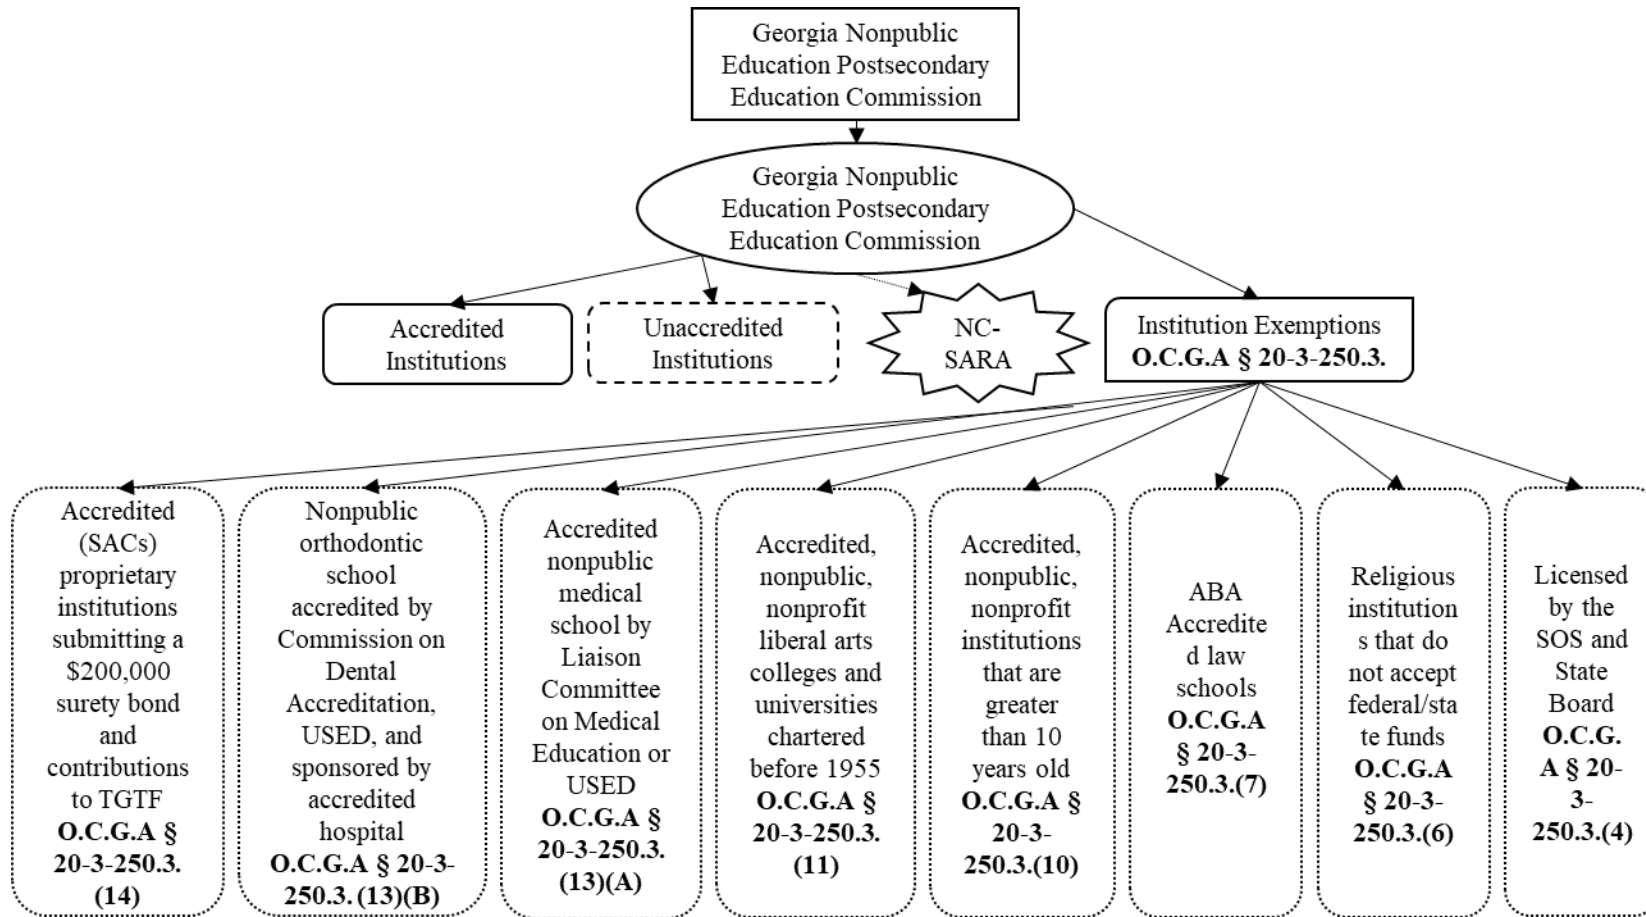 Georgia Nonpublic
Education Postsecondary
Education Commission
Georgia Nonpublic
Education Postsecondary
Education Commission
Accredited
Institutions
Unaccredited
Institutions
NC-
SARA
Institution Exemptions
O.C.G.A § 20-3-250.3.
Accredited
(SACs)
proprietary
institutions
submitting a
$200,000
surety bond
and
contributions
to TGTF
O.C.G.A §
20-3-250.3.
(14)
Nonpublic
orthodontic
school
accredited by
Commission on
Dental
Accreditation,
USED, and
sponsored by
accredited
hospital
O.C.G.A § 20-3-
250.3. (13)(B)
Accredited
nonpublic
medical
school by
Liaison
Committee
on Medical
Education or
USED
O.C.G.A §
20-3-250.3.
(13)(A)
Accredited,
nonpublic,
nonprofit
liberal arts
colleges and
universities
chartered
before 1955
O.C.G.A §
20-3-250.3.
(11)
Accredited,
nonpublic,
nonprofit
institutions
that are
greater
than 10
years old
O.C.G.A §
20-3-
250.3.(10)
ABA
Accredite
d law
schools
O.C.G.A
§ 20-3-
250.3.(7)
Religious
institution
s that do
not accept
federal/sta
te funds
O.C.G.A
§ 20-3-
250.3.(6)
Licensed
by the
SOS and
State
Board
O.C.G.
A § 20-
3-
250.3.(4)